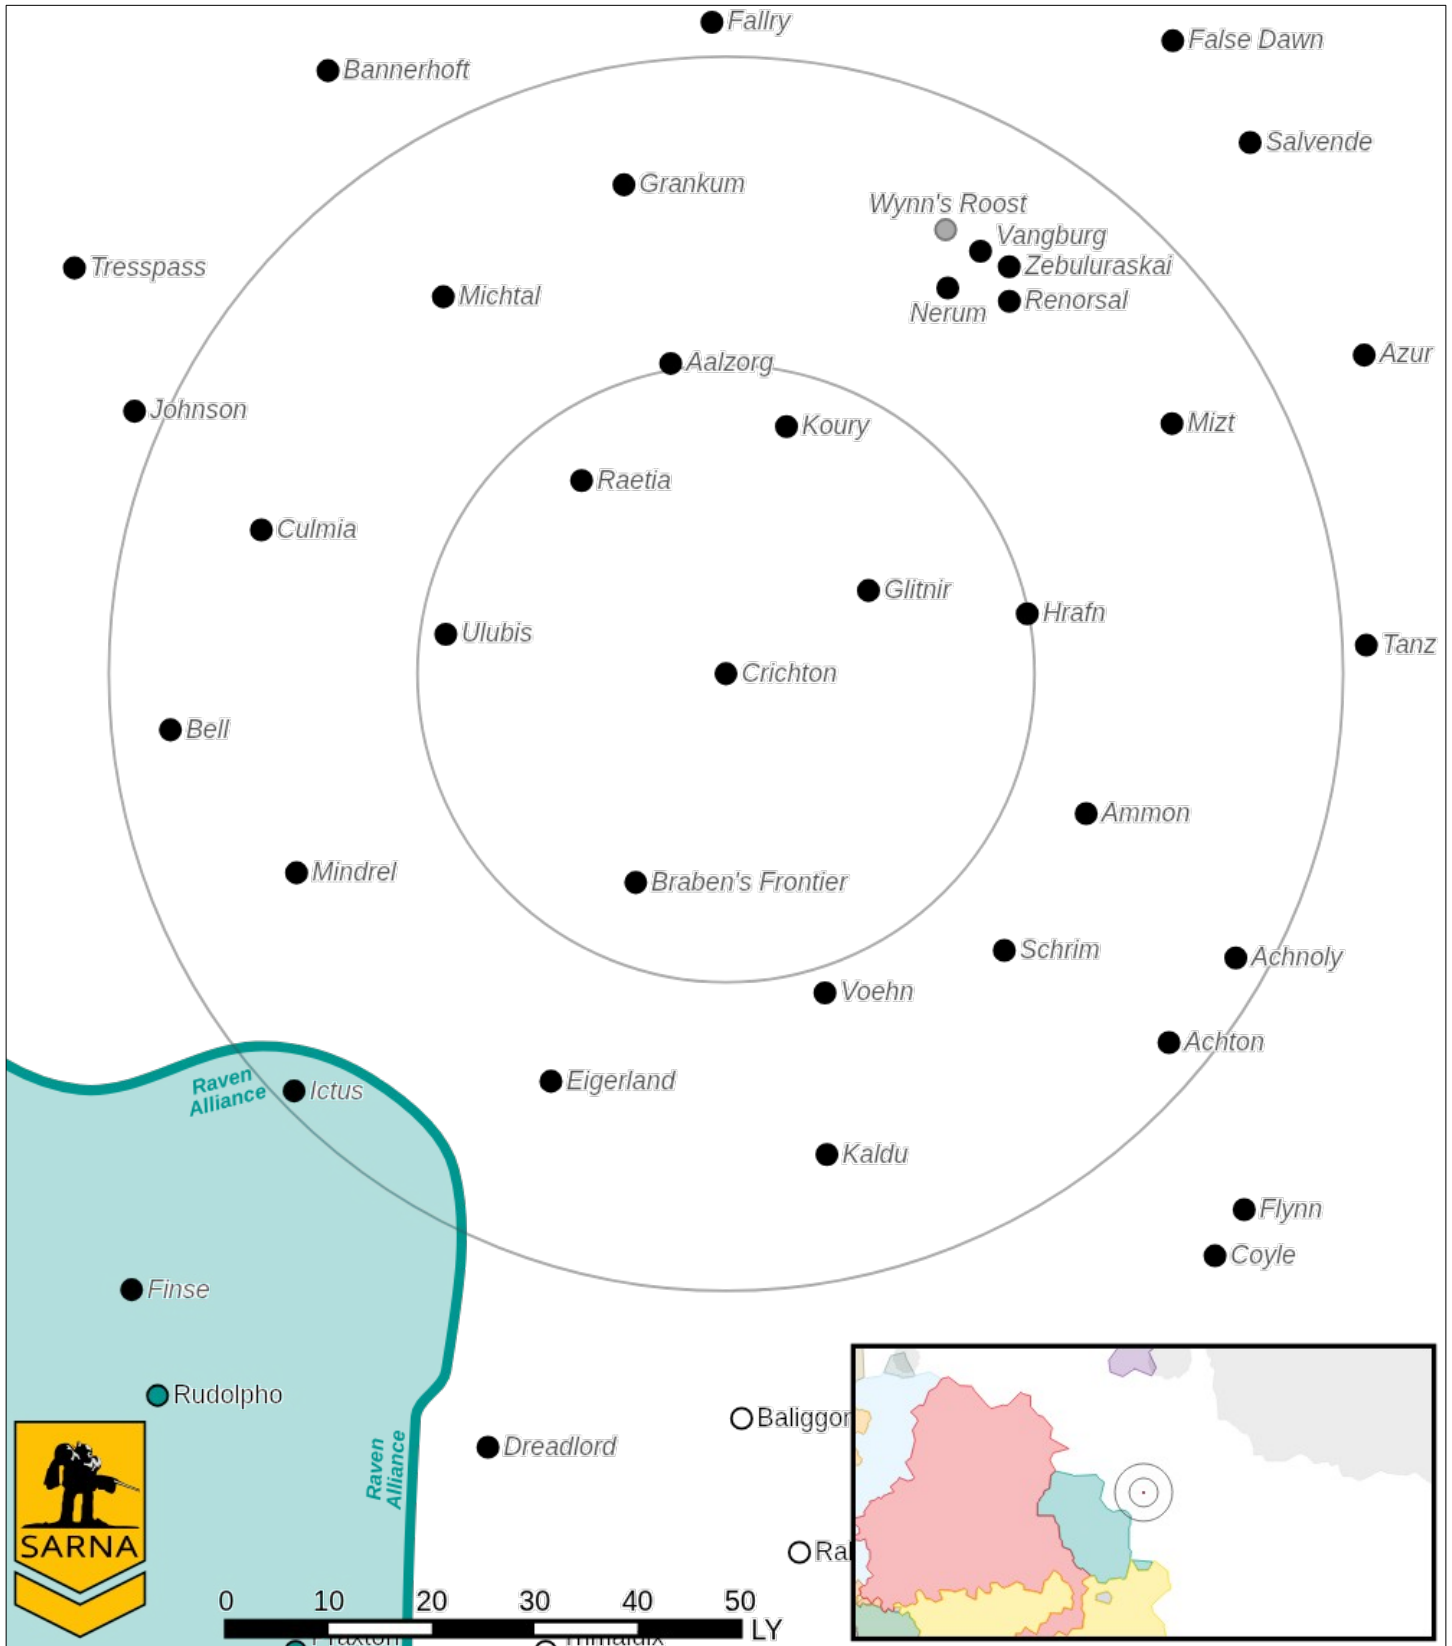 Fallry
False Dawn
Bannerhoft
Salvende
Grankum
Wynn's Roost
Vangburg
Tresspass
Zebuluraskai
Michtal
Renorsal
Nerum
Azur
Aalzorg
Johnson
Koury
Mizt
Raetia
Culmia
Glitnir
Hrafn
Ulubis
Tanz
Crichton
Bell
Ammon
Mindrel
Braben's Frontier
Schrim
Achnoly
Voehn
Achton
Raven
Alliance
Ictus
Eigerland
Kaldu
Flynn
Coyle
Finse
Rudolpho
Baliggor
Dreadlord
Raven
Alliance
SARNA
0 10 20 30 40 50
LY